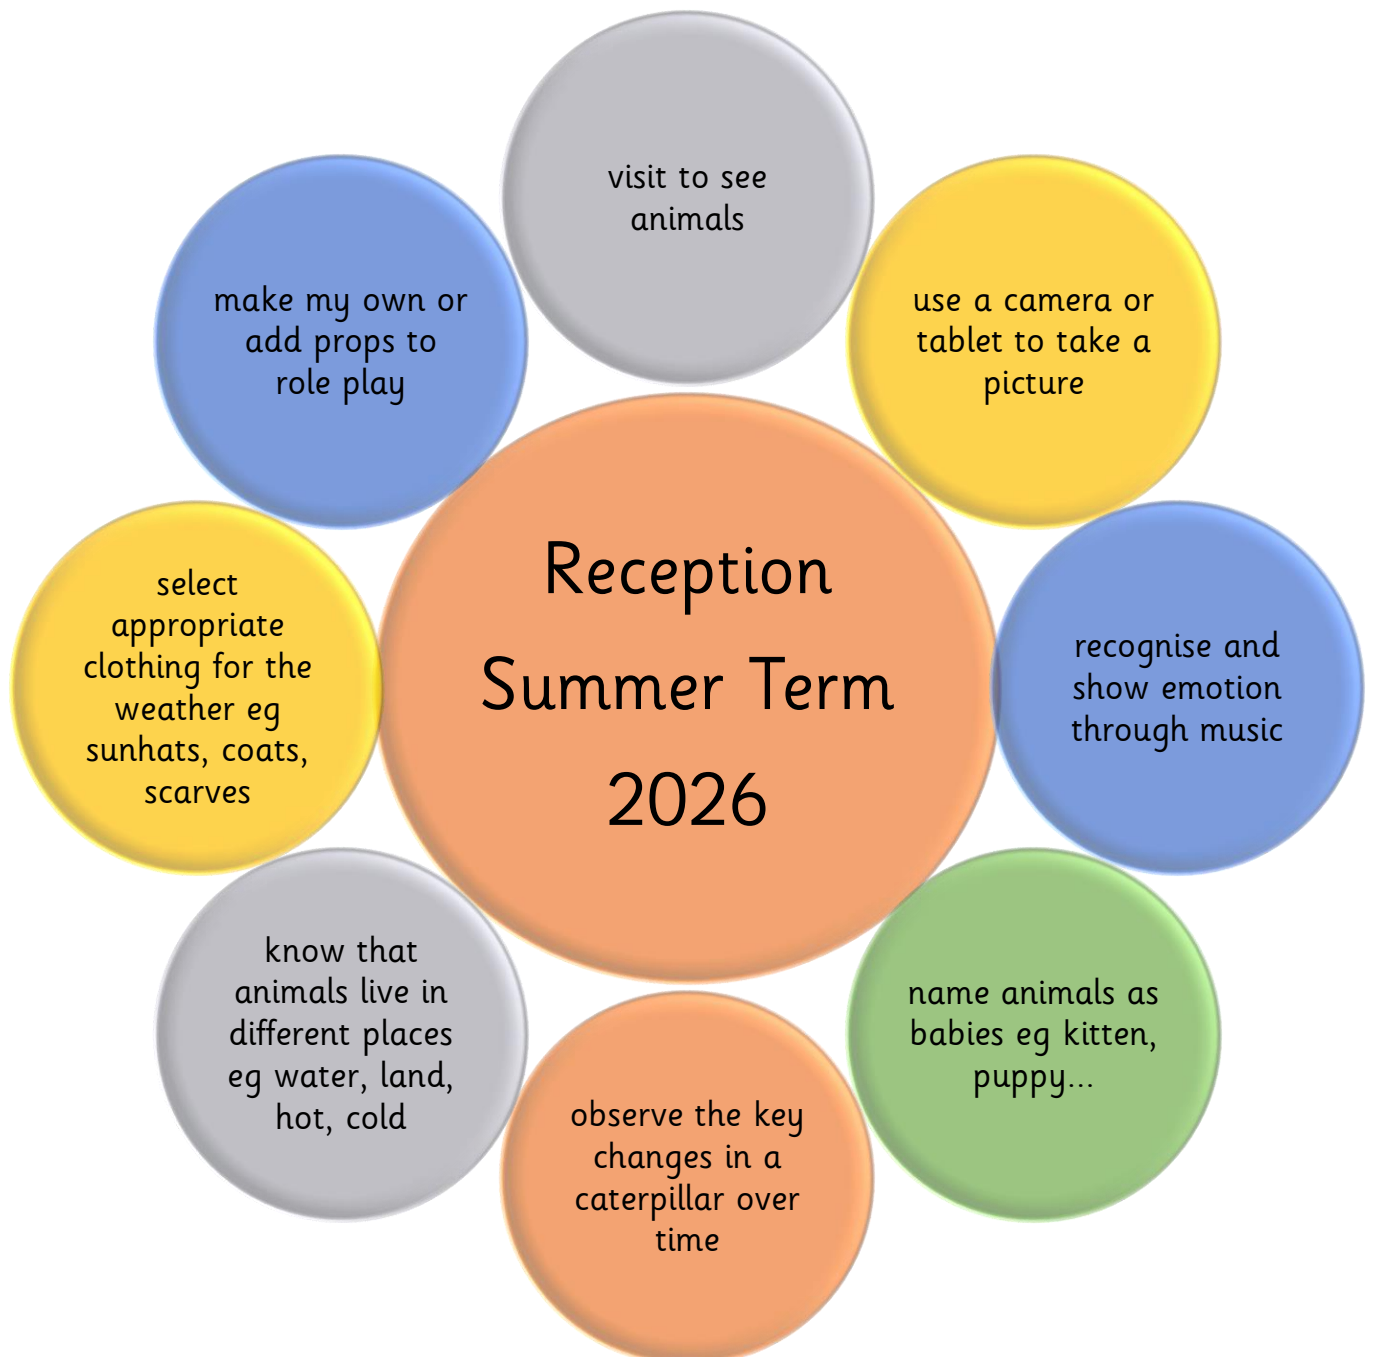 visit to see
animals
use a camera or
tablet to take a
picture
recognise and
show emotion
through music
name animals as
babies eg kitten,
puppy...
observe the key
changes in a
caterpillar over
time
know that
animals live in
different places
eg water, land,
hot, cold
select
appropriate
clothing for the
weather eg
sunhats, coats,
scarves
make my own or
add props to
role play
Reception
Summer Term
2026